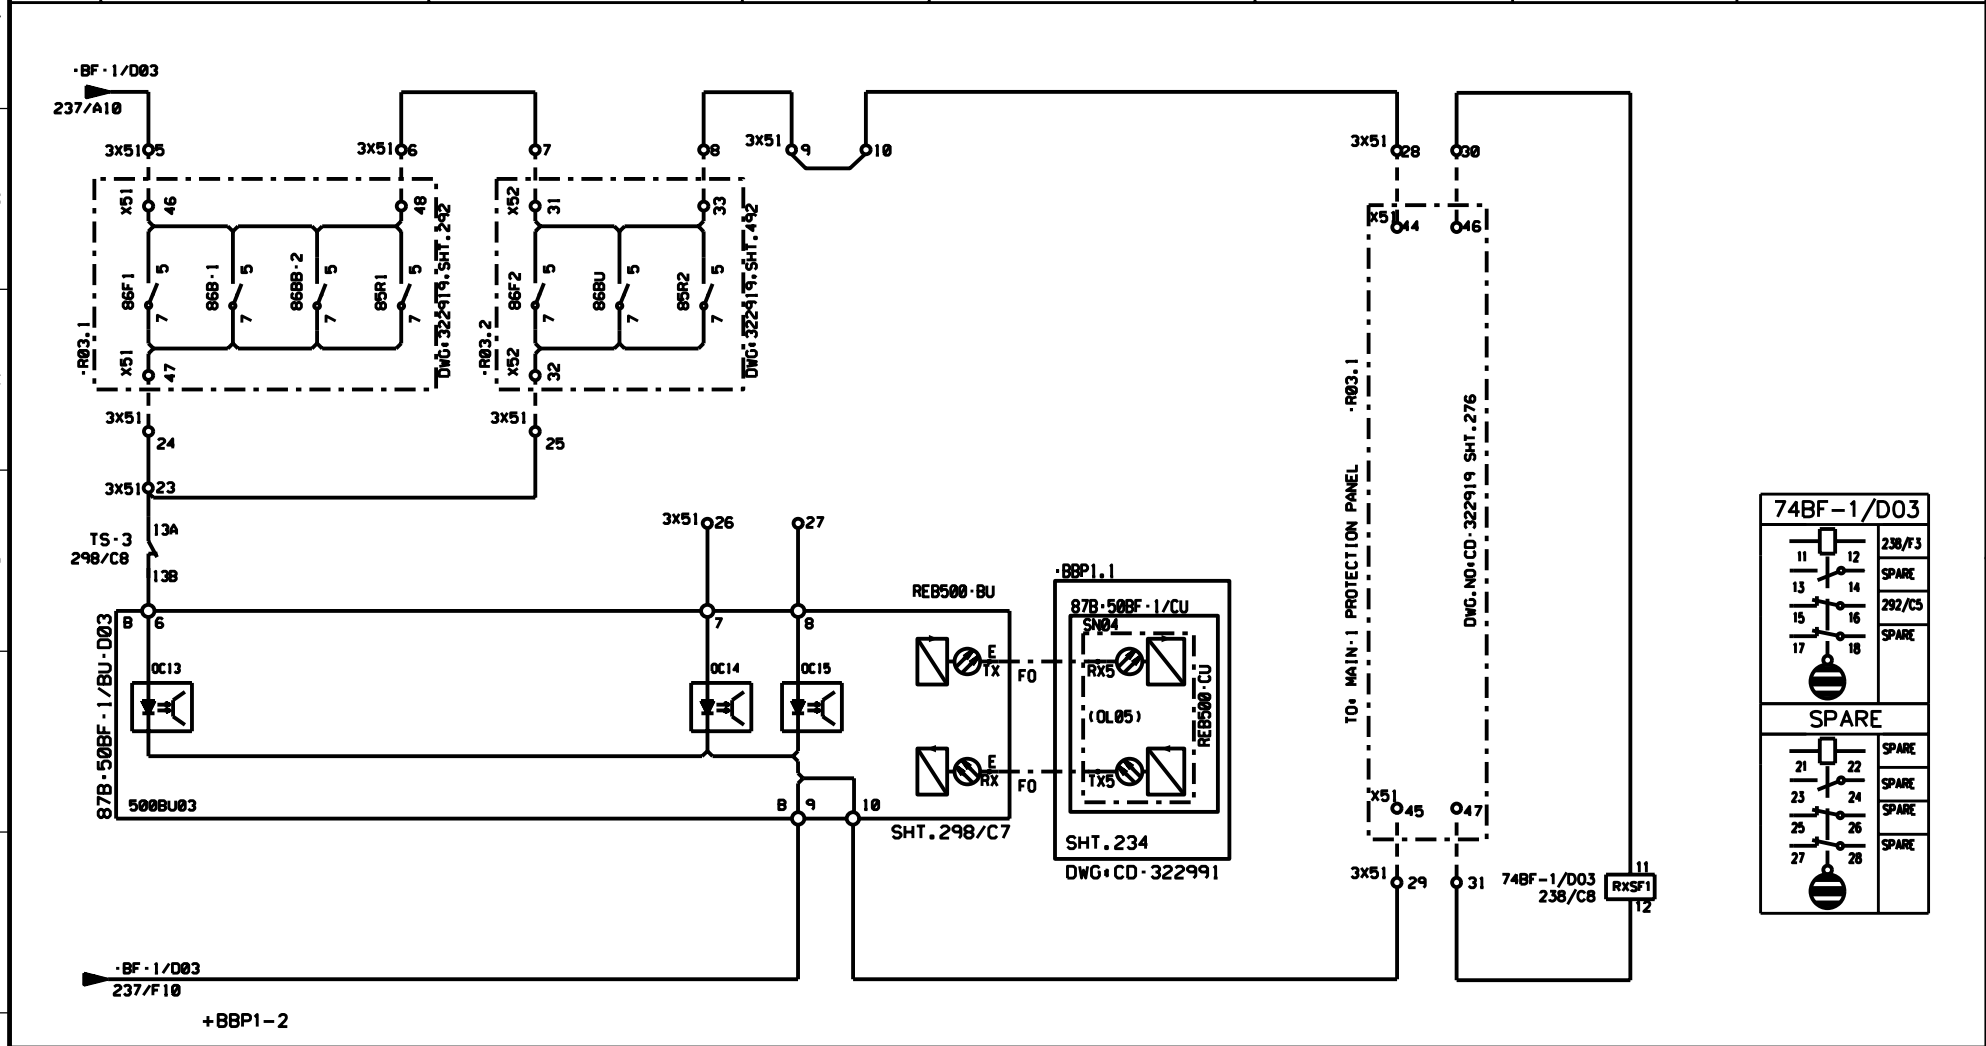 ·BF·1/D03
237/A10
3X51 5
3X51 6
7
8
3X51 9
10
3X51 28
30
X51 46
48
X52 31
33
X51 44
46
86F1 5 7
86B·1 5 7
86BB·2 5 7
85R1 5 7
·R03.1
DWG:322919.SHT.292
86F2 5 7
86BU 5 7
85R2 5 7
·R03.2
DWG:322919.SHT.492
X51 47
X52 32
3X51 24
3X51 25
3X51 23
TS·3
298/C8
13A
13B
3X51 26
27
87B·50BF·1/BU·D03
B 6
7
8
OC13
OC14
OC15
500BU03
B 9
10
REB500·BU
E
TX
FO
E
RX
FO
SHT.298/C7
·BBP1.1
87B·50BF·1/CU
SN04
RX5
(OL05)
TX5
REB500·CU
SHT.234
DWG:CD·322991
TO: MAIN·1 PROTECTION PANEL ·R03.1
DWG.NO:CD·322919 SHT.276
X51 45
47
3X51 29
31
74BF-1/D03
238/C8
11
RXSF1
12
74BF-1/D03
11 12 238/F3
13 14 SPARE
15 16 292/C5
17 18 SPARE
SPARE
21 22 SPARE
23 24 SPARE
25 26 SPARE
27 28 SPARE
·BF·1/D03
237/F10
+BBP1-2